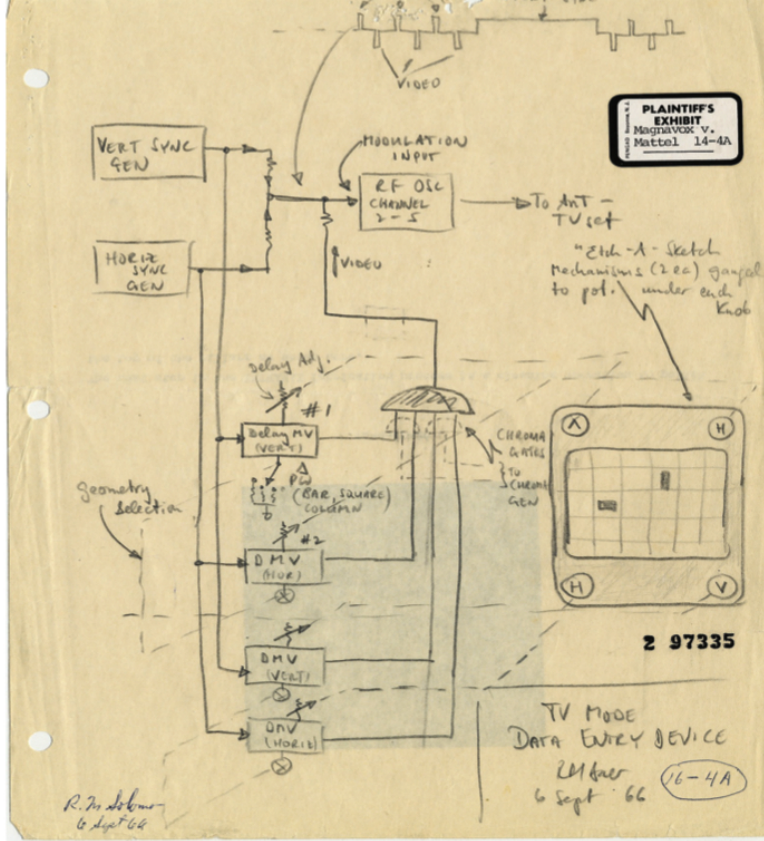 VIDEO
PLAINTIFF'S
EXHIBIT
Magnavox v.
Mattel 14-4A
VERT SYNC
GEN
MODULATION
INPUT
RF OSC
CHANNEL
2-5
To ANT -
TV set
HORIZ
SYNC
GEN
VIDEO
"Etch-A-Sketch
Mechanisms (2 ea) ganged
to pot. under each
Knob
Delay Adj.
#1
Delay MV
(VERT)
CHROMA
GATES
TO
CHROMA
GEN
PW
(BAR, SQUARE,
COLUMN
Geometry
Selection
#2
DMV
(HOR)
V
H
H
V
DMV
(VERT)
DMV
(HORIZ)
2 97335
TV MODE
DATA ENTRY DEVICE
6 Sept '66
16-4A
R. M.
6 Sept 66